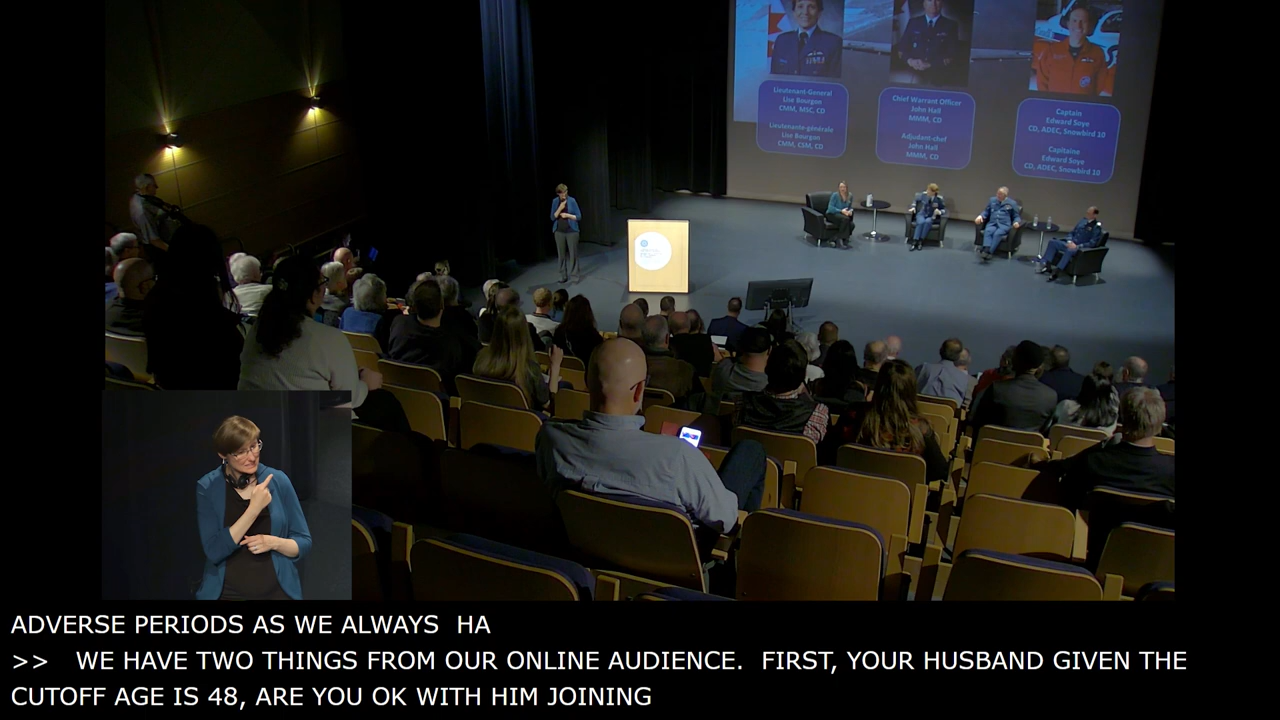 Lieutenant-General
Lise Bourgon
CMM, MSC, CD
Lieutenante-générale
Lise Bourgon
CMM, CSM, CD
Chief Warrant Officer
John Hall
MMM, CD
Adjudant-chef
John Hall
MMM, CD
Captain
Edward Soye
CD, ADEC, Snowbird 10
Capitaine
Edward Soye
CD, ADEC, Snowbird 10
ADVERSE PERIODS AS WE ALWAYS  HA
>>   WE HAVE TWO THINGS FROM OUR ONLINE AUDIENCE.  FIRST, YOUR HUSBAND GIVEN THE
CUTOFF AGE IS 48, ARE YOU OK WITH HIM JOINING